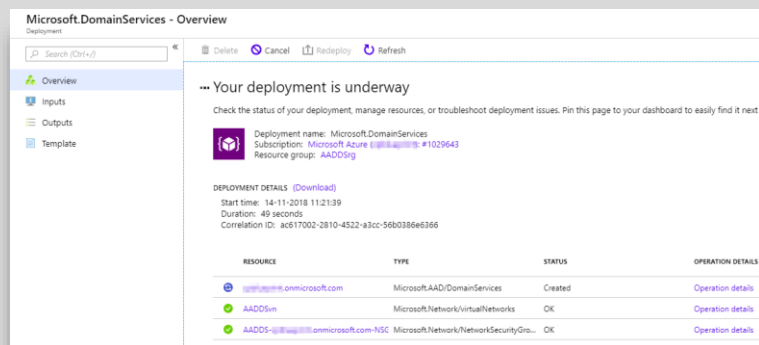 Microsoft.DomainServices - Overview
Deployment
Search (Ctrl+/)
«
Delete Cancel Redeploy Refresh
Overview
Inputs
Outputs
Template
Your deployment is underway
Check the status of your deployment, manage resources, or troubleshoot deployment issues. Pin this page to your dashboard to easily find it next
Deployment name: Microsoft.DomainServices
Subscription: Microsoft Azure ( ): #1029643
Resource group: AADDSrg
DEPLOYMENT DETAILS (Download)
Start time: 14-11-2018 11:21:39
Duration: 49 seconds
Correlation ID: ac617002-2810-4522-a3cc-56b0386e6366
RESOURCE TYPE STATUS OPERATION DETAILS
.onmicrosoft.com Microsoft.AAD/DomainServices Created Operation details
AADDSvn Microsoft.Network/virtualNetworks OK Operation details
AADDS- .onmicrosoft.com-NSG Microsoft.Network/NetworkSecurityGro... OK Operation details